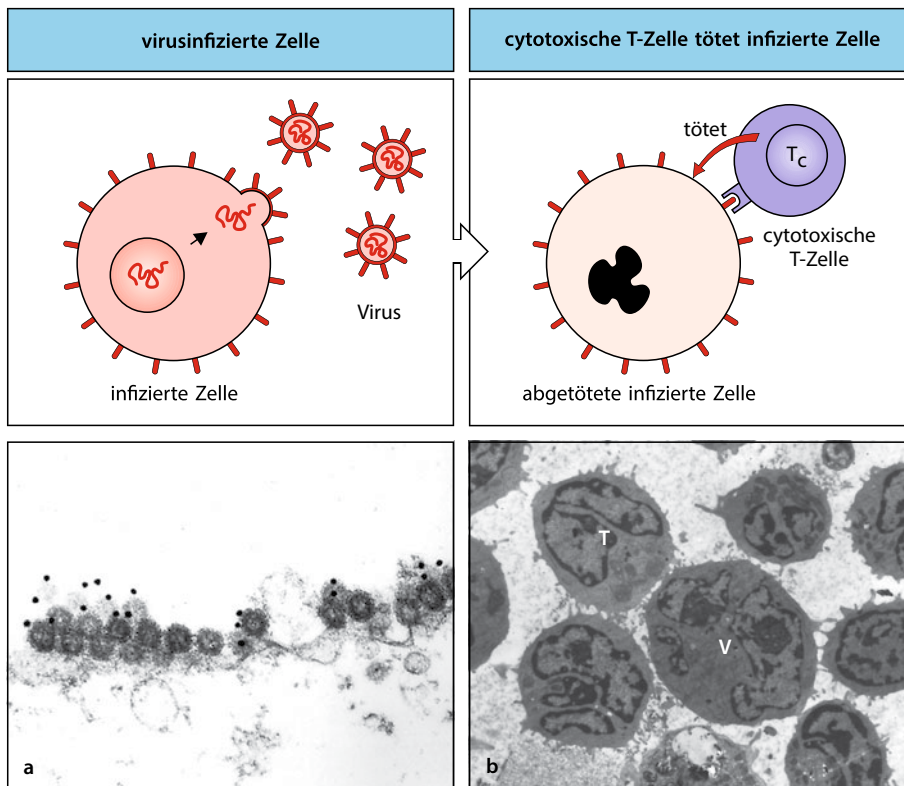 virusinfizierte Zelle
cytotoxische T-Zelle tötet infizierte Zelle
Virus
infizierte Zelle
tötet
Tc
cytotoxische
T-Zelle
abgetötete infizierte Zelle
a
T
V
b